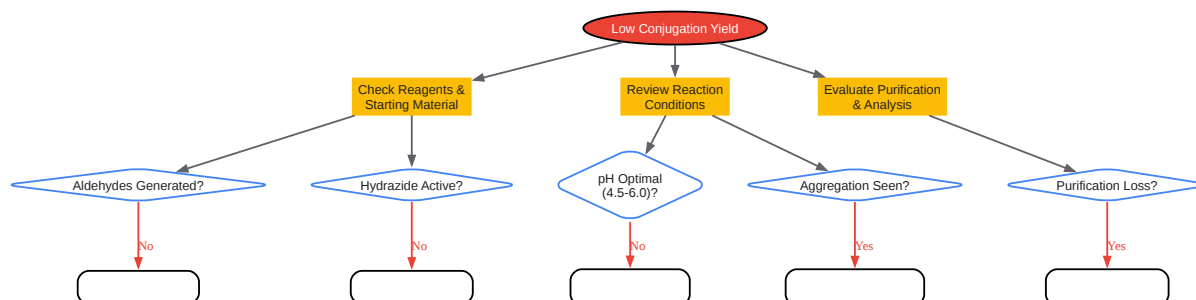 Low Conjugation Yield
Check Reagents &
Starting Material
Review Reaction
Conditions
Evaluate Purification
& Analysis
Aldehydes Generated?
Hydrazide Active?
pH Optimal
(4.5-6.0)?
Aggregation Seen?
Purification Loss?
No
No
No
Yes
Yes